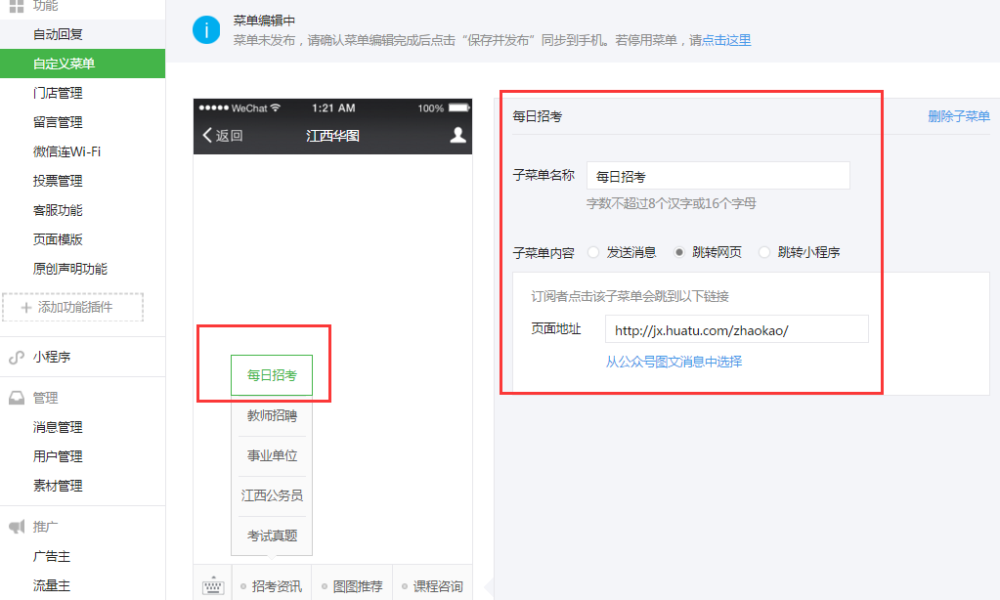 功能
自动回复
自定义菜单
门店管理
留言管理
微信连Wi-Fi
投票管理
客服功能
页面模版
原创声明功能
添加功能插件
小程序
管理
消息管理
用户管理
素材管理
推广
广告主
流量主
菜单编辑中
菜单未发布，请确认菜单编辑完成后点击“保存并发布”同步到手机。若停用菜单，请点击这里
WeChat 1:21 AM 100%
返回 江西华图
每日招考
教师招聘
事业单位
江西公务员
考试真题
招考资讯 图图推荐 课程咨询
每日招考 删除子菜单
子菜单名称 每日招考
字数不超过8个汉字或16个字母
子菜单内容 发送消息 跳转网页 跳转小程序
订阅者点击该子菜单会跳到以下链接
页面地址 http://jx.huatu.com/zhaokao/
从公众号图文消息中选择